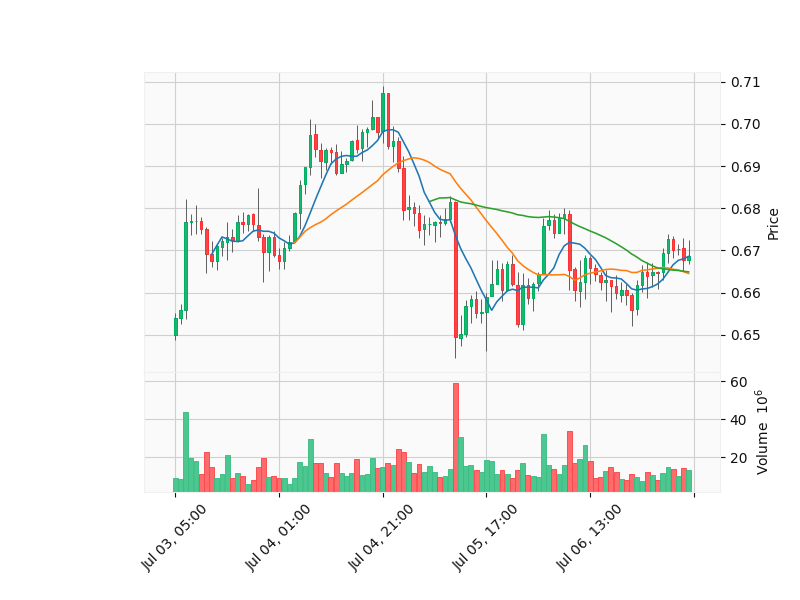 0.71
0.70
0.69
0.68
0.67
0.66
0.65
Price
60
40
20
Volume 10^6
Jul 03, 05:00
Jul 04, 01:00
Jul 04, 21:00
Jul 05, 17:00
Jul 06, 13:00